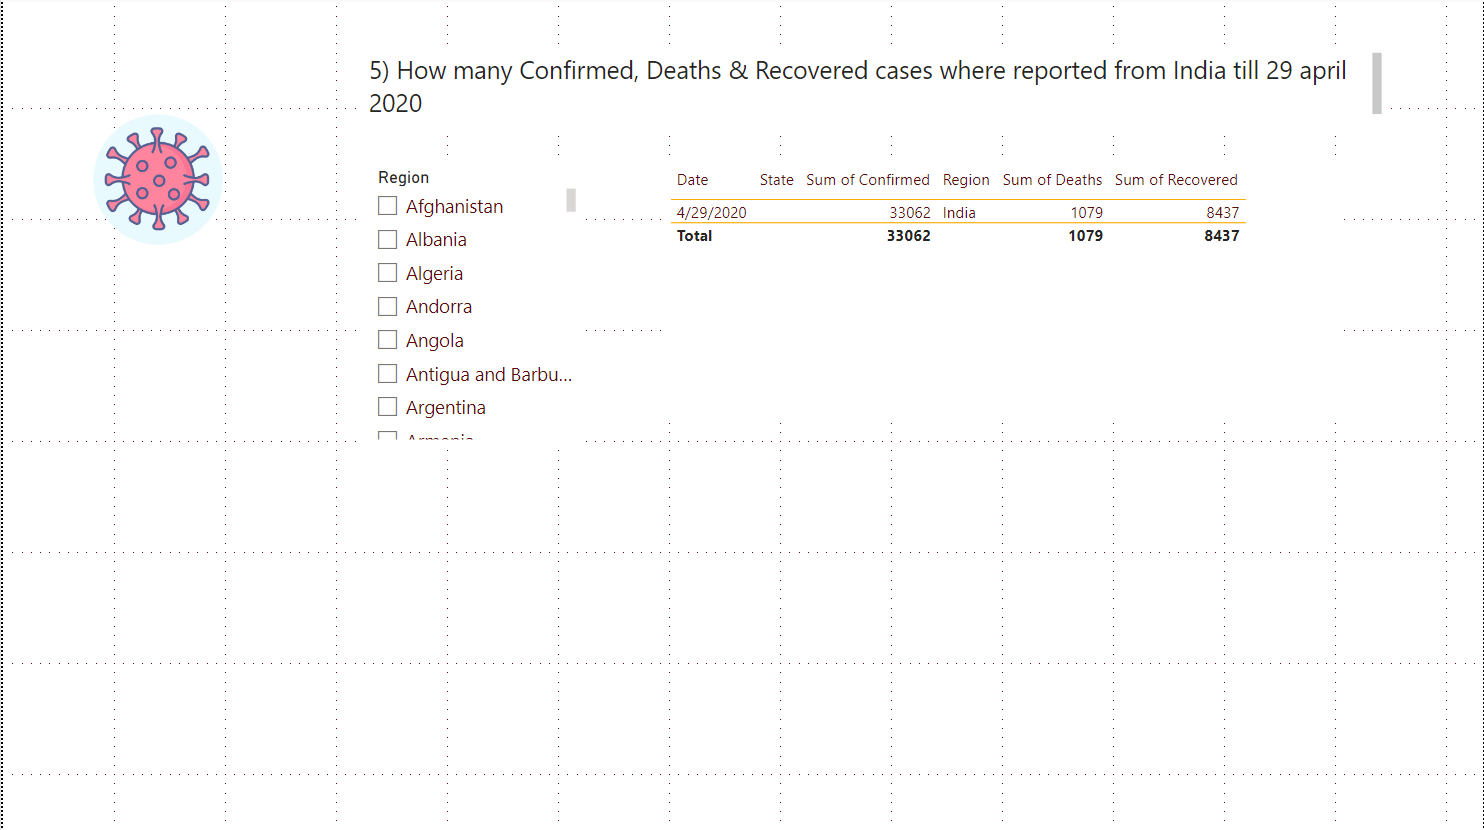 5) How many Confirmed, Deaths & Recovered cases where reported from India till 29 april
2020
Region
Afghanistan
Albania
Algeria
Andorra
Angola
Antigua and Barbu...
Argentina
Date State Sum of Confirmed Region Sum of Deaths Sum of Recovered
4/29/2020 33062 India 1079 8437
Total 33062 1079 8437